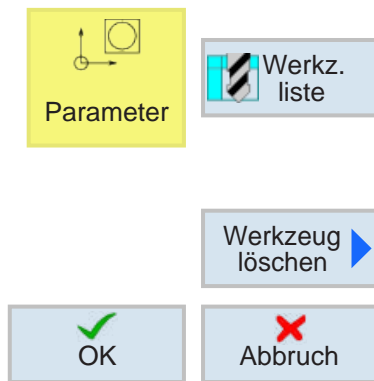 Parameter
Werkz.
liste
Werkzeug
löschen
OK
Abbruch